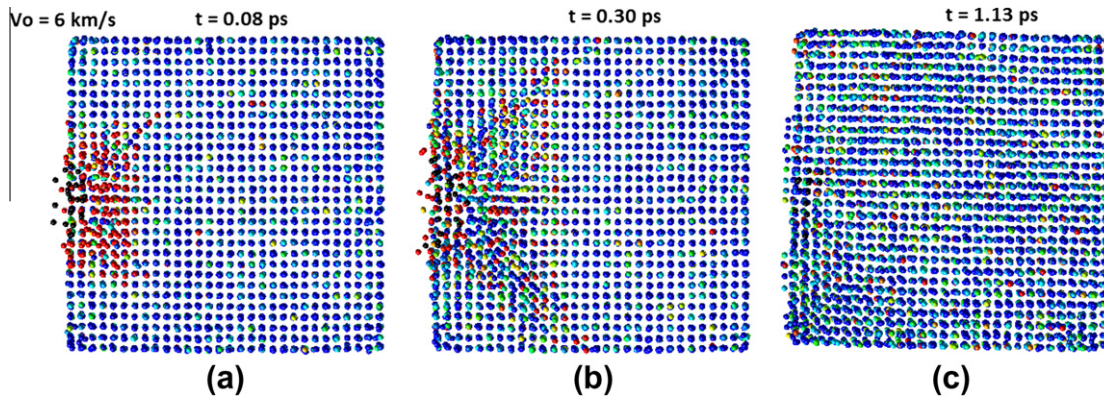 Vo = 6 km/s
t = 0.08 ps
t = 0.30 ps
t = 1.13 ps
(a)
(b)
(c)